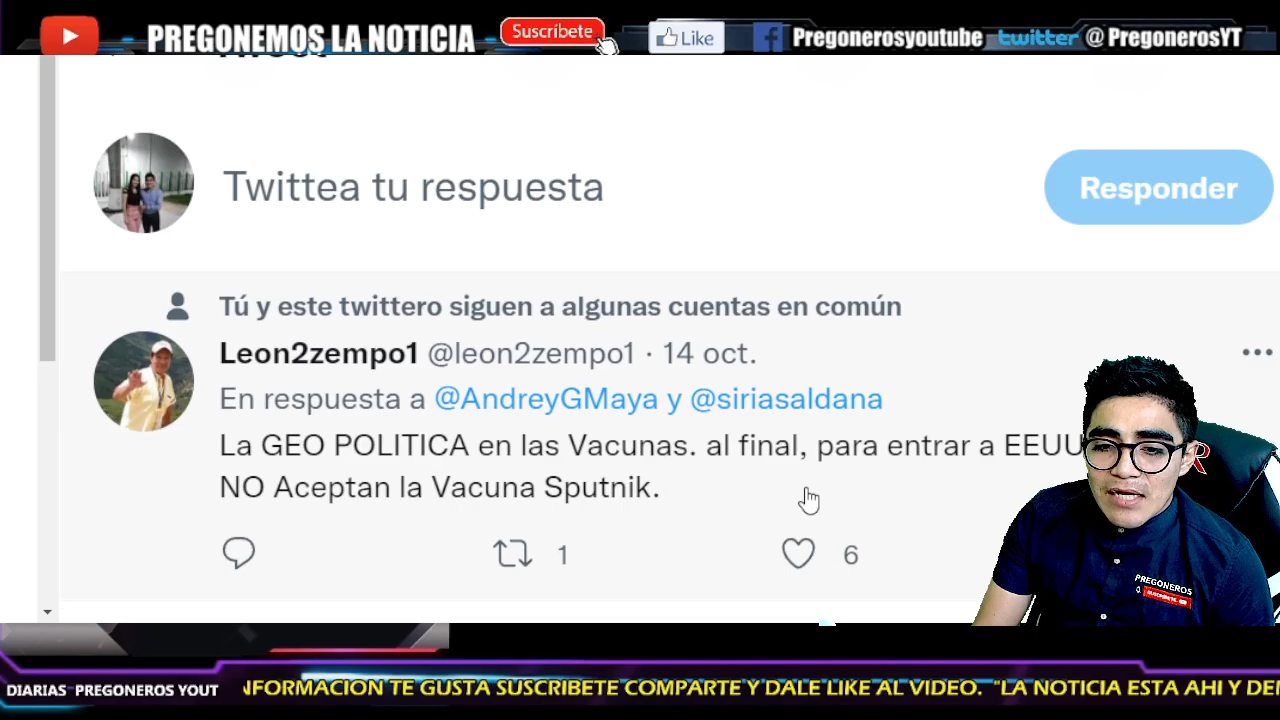 PREGONEMOS LA NOTICIA Suscríbete Like f Pregonerosyoutube twitter @PregonerosYT
Twittea tu respuesta
Responder
Tú y este twittero siguen a algunas cuentas en común
Leon2zempo1 @leon2zempo1 · 14 oct.
En respuesta a @AndreyGMaya y @siriasaldana
La GEO POLITICA en las Vacunas. al final, para entrar a EEUU
NO Aceptan la Vacuna Sputnik.
1
6
R
PREGONEROS
SUSCRIBETE
DIARIAS PREGONEROS YOUT
NFORMACION TE GUSTA SUSCRIBETE COMPARTE Y DALE LIKE AL VIDEO. "LA NOTICIA ESTA AHI Y DE